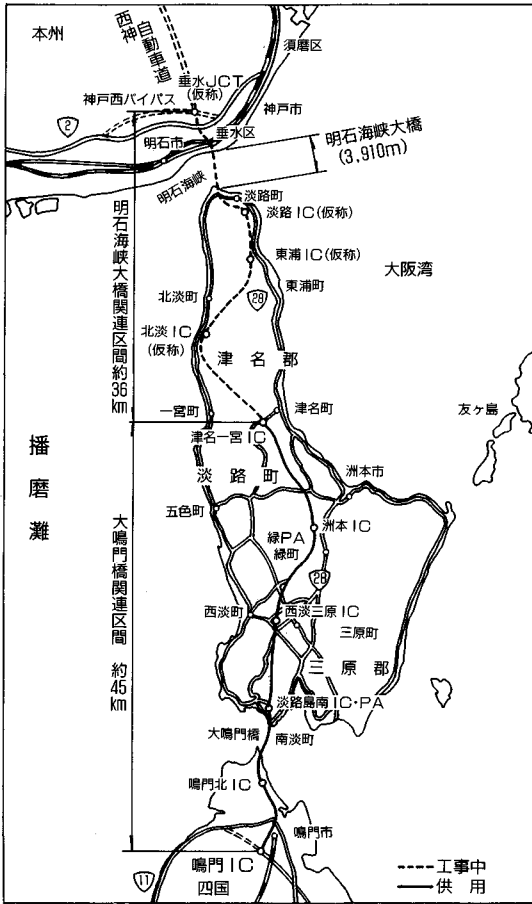 本州
西神
自動車道
須磨区
垂水JCT
(仮称)
神戸西バイパス
神戸市
2
垂水区
明石市
明石海峡大橋
(3,910m)
明石海峡
淡路町
淡路IC(仮称)
明石海峡大橋関連区間約36km
東浦IC(仮称)
大阪湾
東浦町
北淡町
28
北淡IC
(仮称)
津名郡
友ヶ島
一宮町
津名町
津名一宮IC
播磨灘
淡路町
洲本市
五色町
洲本IC
緑PA
緑町
28
大鳴門橋関連区間 約45km
西淡町
西淡三原IC
三原町
三原郡
淡路島南IC・PA
大鳴門橋
南淡町
鳴門北IC
鳴門市
鳴門IC
四国
11
工事中
供用